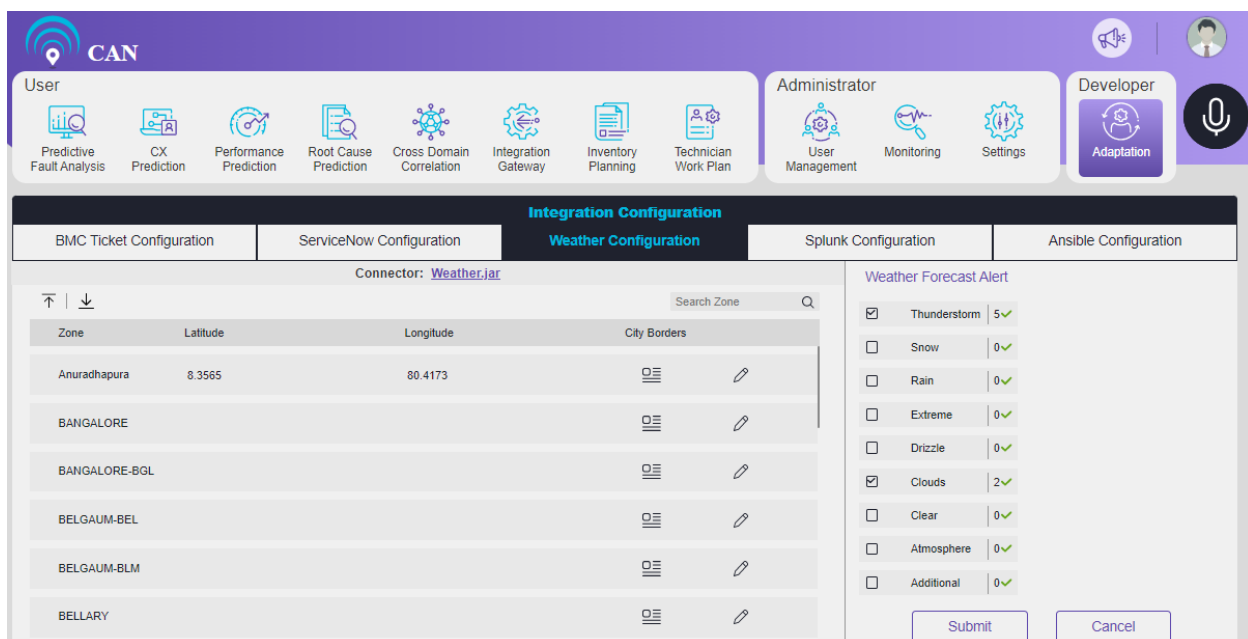 CAN
User
Administrator
Developer
Predictive
Fault Analysis
CX
Prediction
Performance
Prediction
Root Cause
Prediction
Cross Domain
Correlation
Integration
Gateway
Inventory
Planning
Technician
Work Plan
User
Management
Monitoring
Settings
Adaptation
Integration Configuration
BMC Ticket Configuration
ServiceNow Configuration
Weather Configuration
Splunk Configuration
Ansible Configuration
Connector: Weather.jar
Search Zone
Zone Latitude Longitude City Borders
Anuradhapura 8.3565 80.4173
BANGALORE
BANGALORE-BGL
BELGAUM-BEL
BELGAUM-BLM
BELLARY
Weather Forecast Alert
Thunderstorm 5
Snow 0
Rain 0
Extreme 0
Drizzle 0
Clouds 2
Clear 0
Atmosphere 0
Additional 0
Submit Cancel